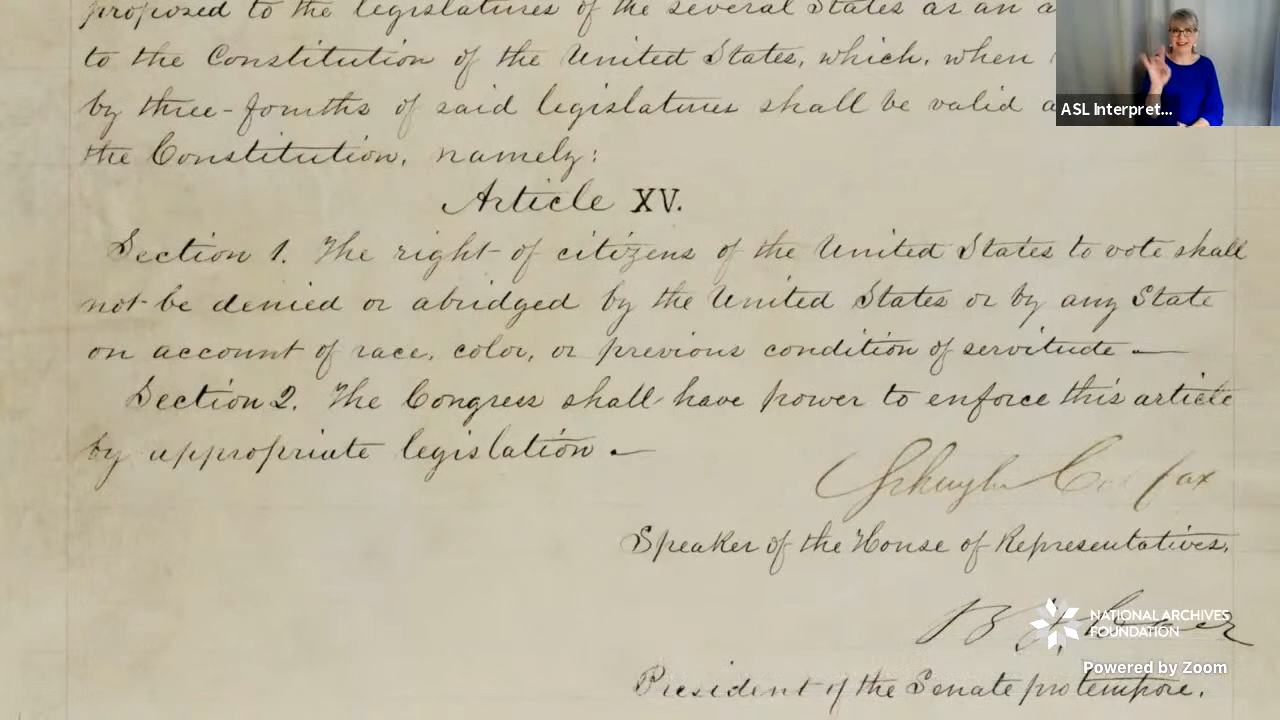 proposed to the legislatures of the several States as an a
to the Constitution of the United States, which, when
by three-fourths of said legislatures shall be valid a
the Constitution, namely:
Article XV.
Section 1. The right of citizens of the United States to vote shall
not be denied or abridged by the United States or by any State
on account of race, color, or previous condition of servitude —
Section 2. The Congress shall have power to enforce this article
by appropriate legislation —
Schuyler Colfax
Speaker of the House of Representatives,
B F
President of the Senate pro tempore.
ASL Interpret...
NATIONAL ARCHIVES
FOUNDATION
Powered by Zoom